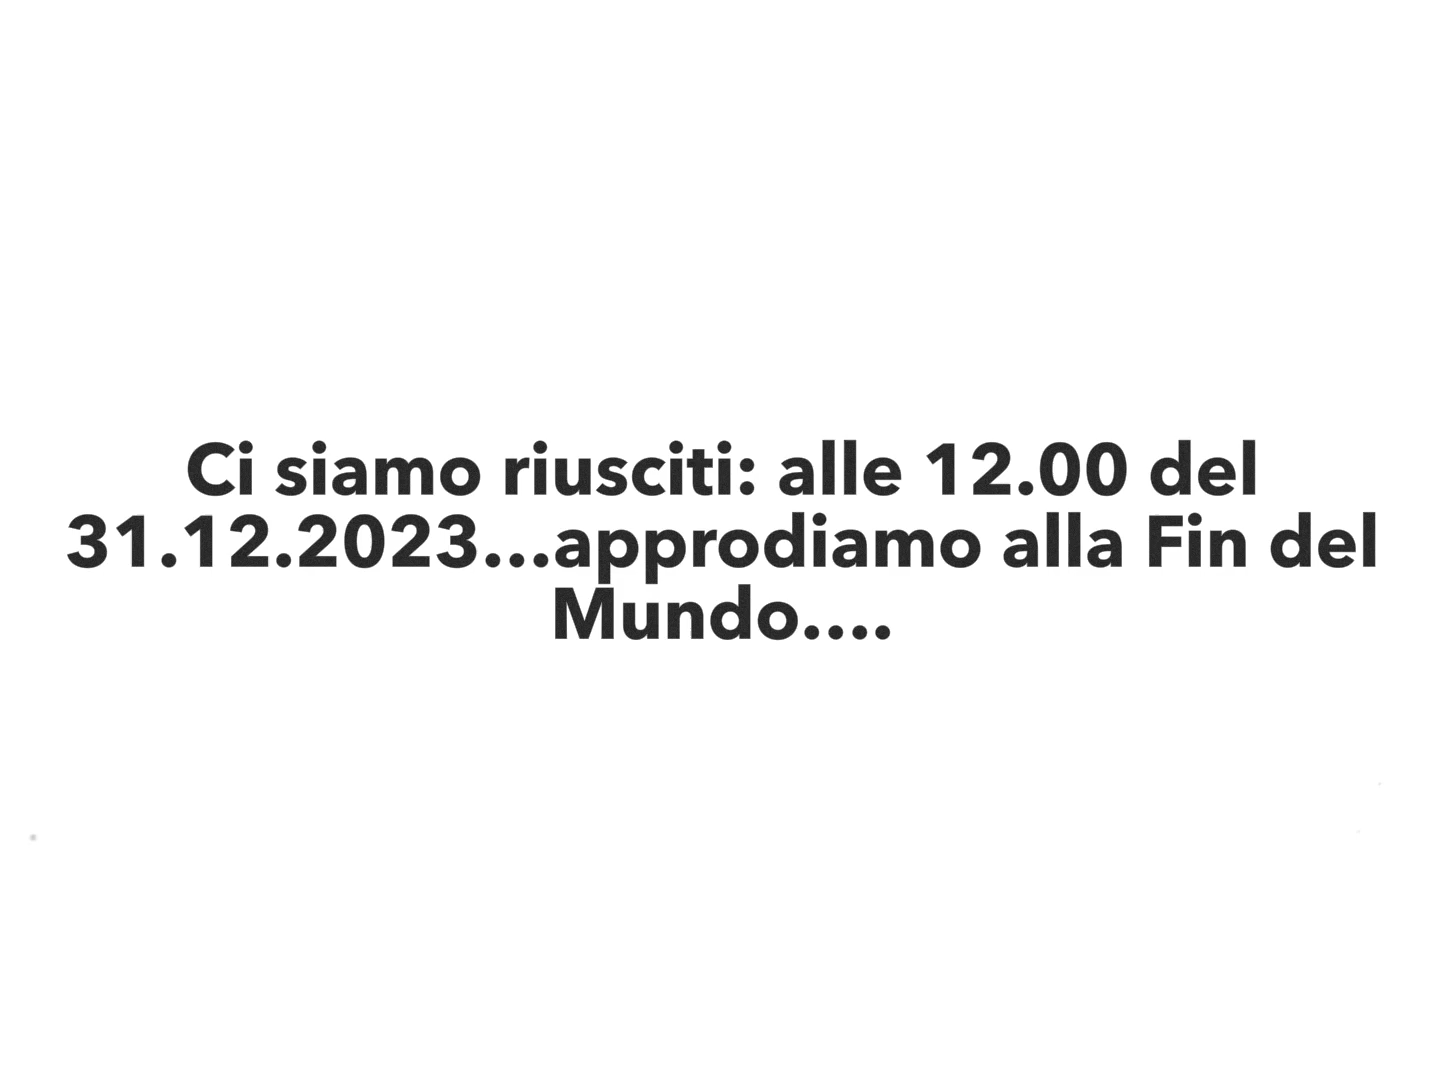 Ci siamo riusciti: alle 12.00 del
31.12.2023...approdiamo alla Fin del
Mundo....